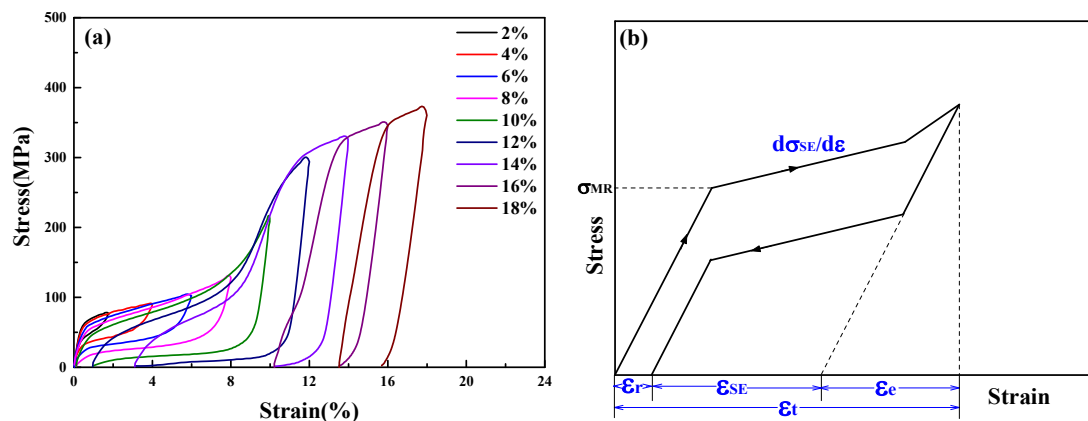 (a)
500
400
300
200
100
0
0
4
8
12
16
20
24
Stress(MPa)
Strain(%)
2%
4%
6%
8%
10%
12%
14%
16%
18%
(b)
dσSE/dε
σMR
Stress
εr
εSE
εe
εt
Strain